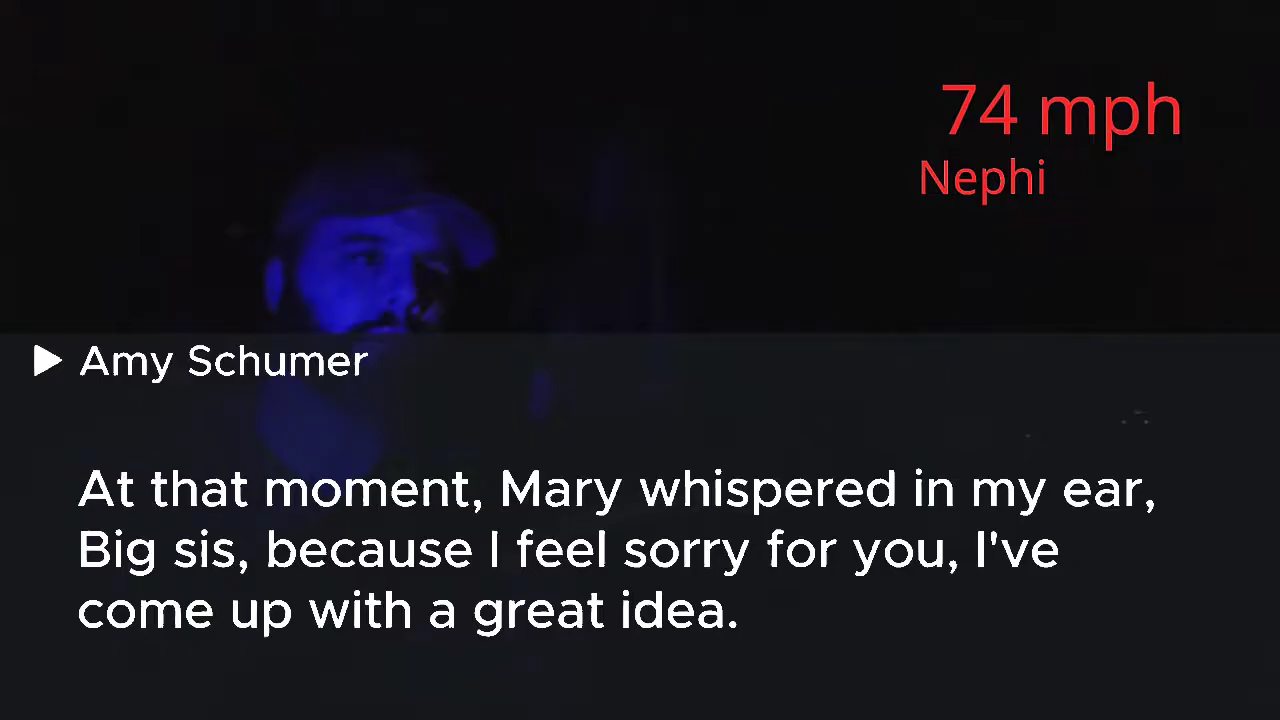 74 mph
Nephi
Amy Schumer
At that moment, Mary whispered in my ear,
Big sis, because I feel sorry for you, I've
come up with a great idea.